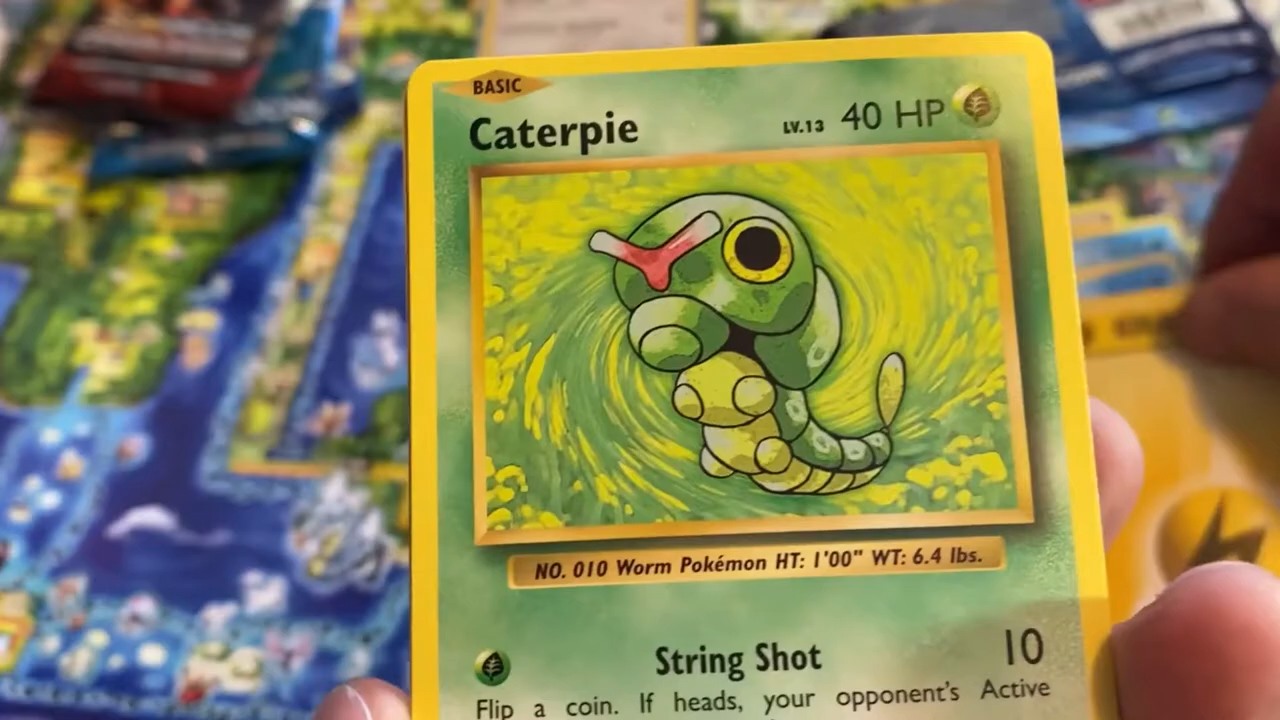 BASIC
Caterpie LV.13 40 HP
NO. 010 Worm Pokémon HT: 1'00" WT: 6.4 lbs.
String Shot 10
Flip a coin. If heads, your opponent's Active